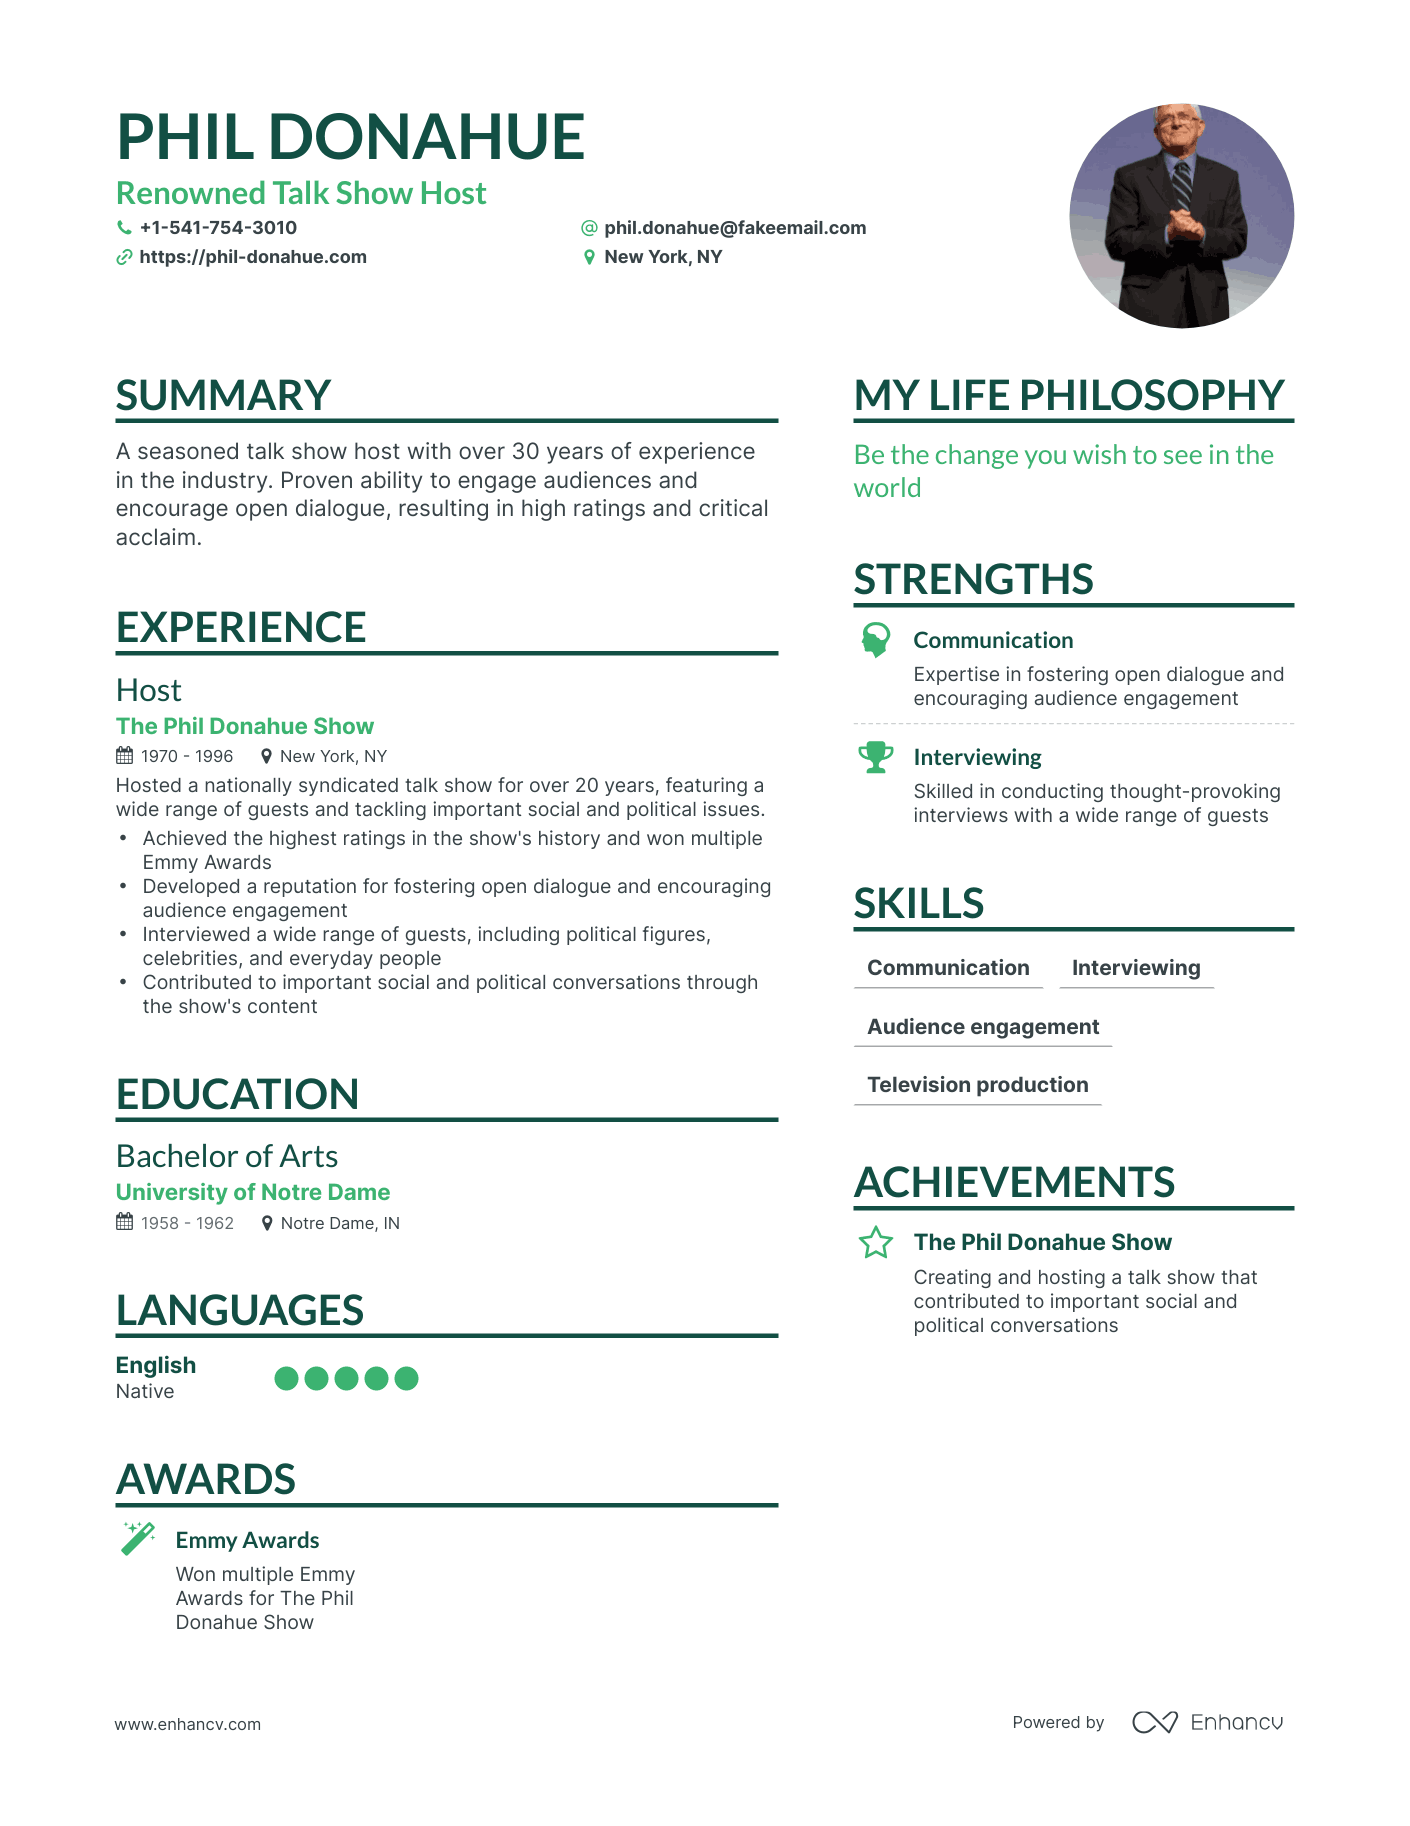 PHIL DONAHUE
Renowned Talk Show Host
+1-541-754-3010
phil.donahue@fakeemail.com
https://phil-donahue.com
New York, NY
SUMMARY
A seasoned talk show host with over 30 years of experience
in the industry. Proven ability to engage audiences and
encourage open dialogue, resulting in high ratings and critical
acclaim.
EXPERIENCE
Host
The Phil Donahue Show
1970 - 1996 New York, NY
Hosted a nationally syndicated talk show for over 20 years, featuring a
wide range of guests and tackling important social and political issues.
• Achieved the highest ratings in the show's history and won multiple
Emmy Awards
• Developed a reputation for fostering open dialogue and encouraging
audience engagement
• Interviewed a wide range of guests, including political figures,
celebrities, and everyday people
• Contributed to important social and political conversations through
the show's content
EDUCATION
Bachelor of Arts
University of Notre Dame
1958 - 1962 Notre Dame, IN
LANGUAGES
English
Native
AWARDS
Emmy Awards
Won multiple Emmy
Awards for The Phil
Donahue Show
MY LIFE PHILOSOPHY
Be the change you wish to see in the
world
STRENGTHS
Communication
Expertise in fostering open dialogue and
encouraging audience engagement
Interviewing
Skilled in conducting thought-provoking
interviews with a wide range of guests
SKILLS
Communication Interviewing
Audience engagement
Television production
ACHIEVEMENTS
The Phil Donahue Show
Creating and hosting a talk show that
contributed to important social and
political conversations
www.enhancv.com
Powered by Enhancv